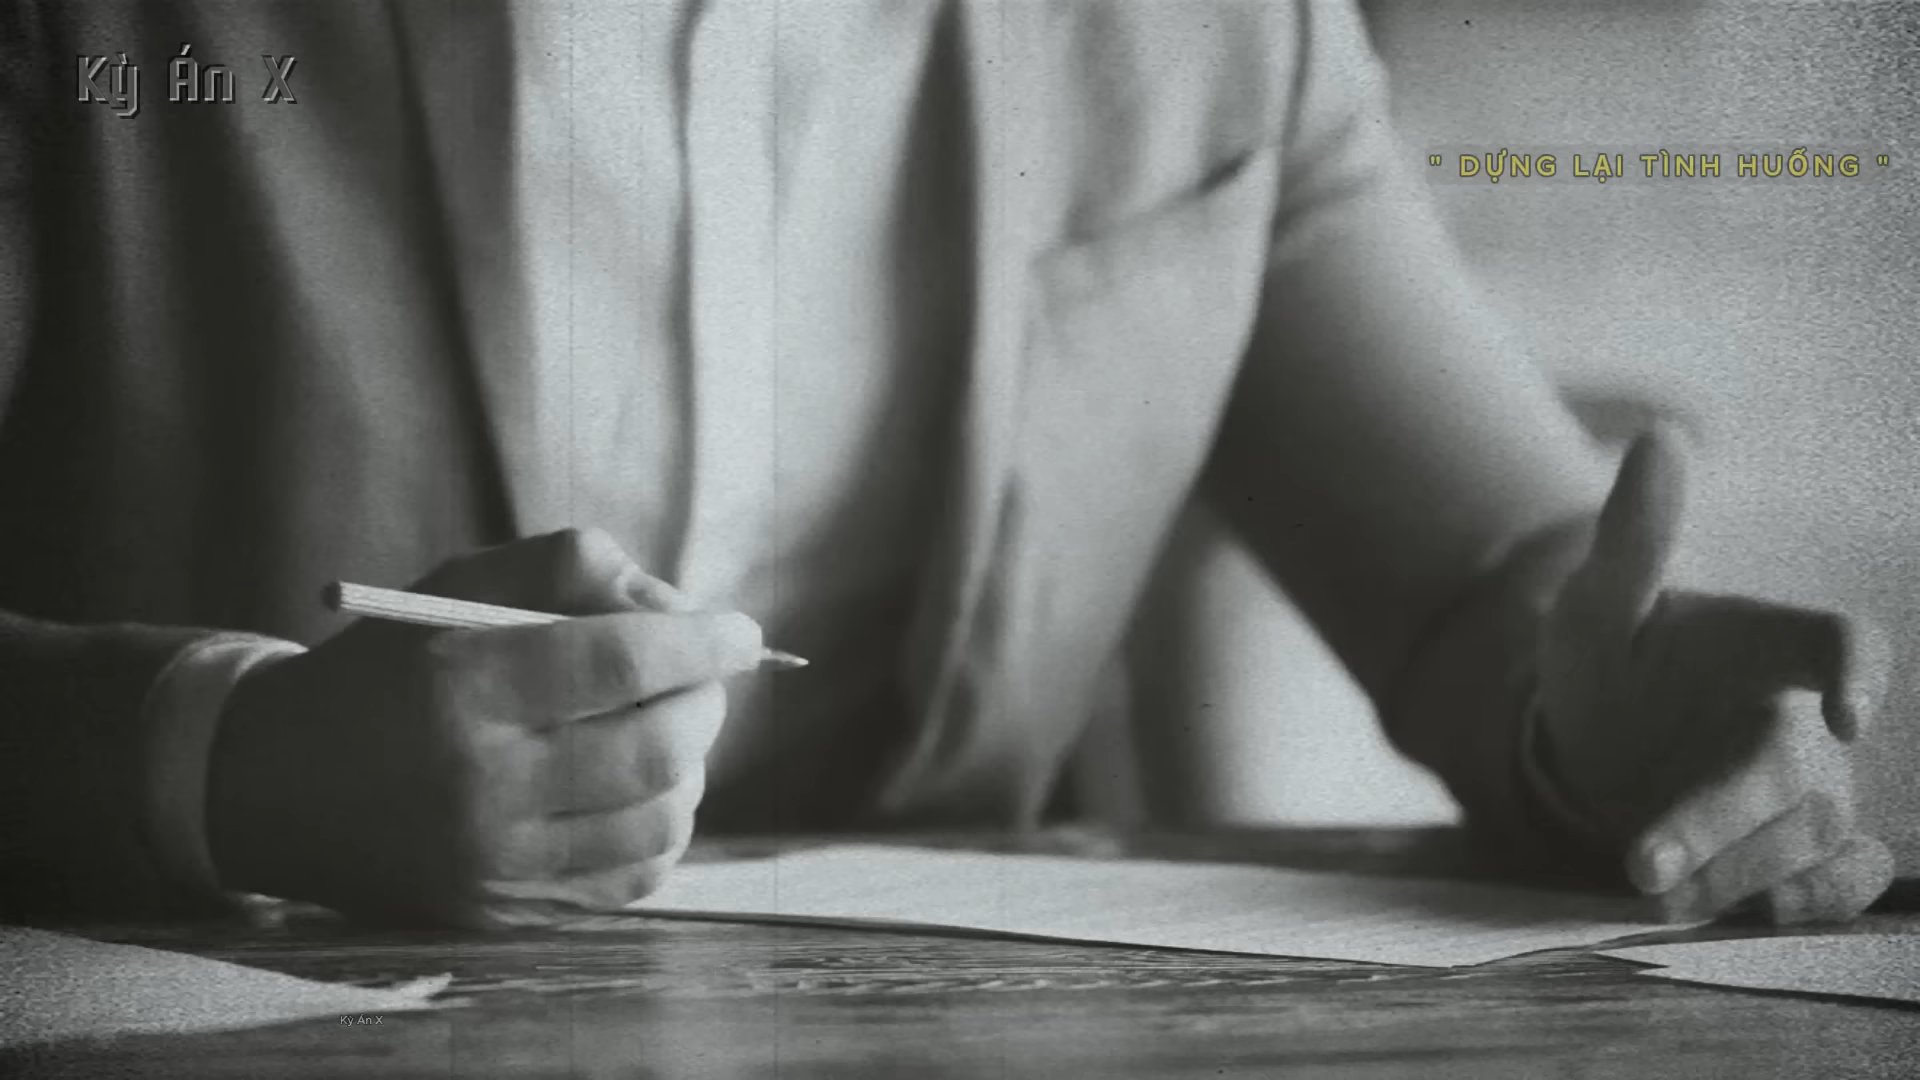 Kỳ Án X
" DỰNG LẠI TÌNH HUỐNG "
Kỳ Án X